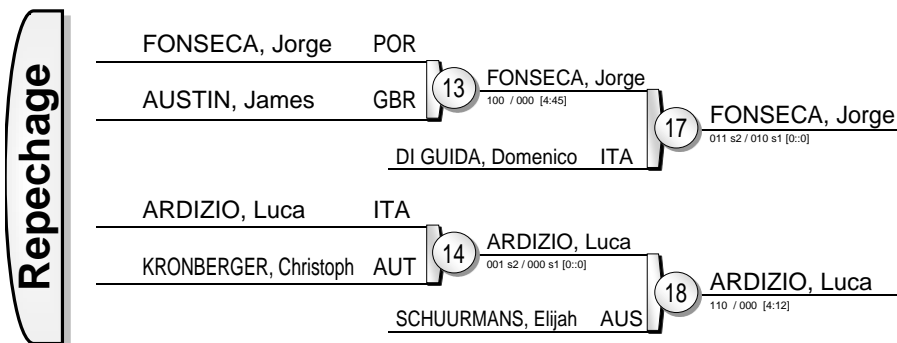 Repechage
FONSECA, Jorge POR
AUSTIN, James GBR
13
FONSECA, Jorge
100 / 000 [4:45]
DI GUIDA, Domenico ITA
17
FONSECA, Jorge
011 s2 / 010 s1 [0::0]
ARDIZIO, Luca ITA
KRONBERGER, Christoph AUT
14
ARDIZIO, Luca
001 s2 / 000 s1 [0::0]
SCHUURMANS, Elijah AUS
18
ARDIZIO, Luca
110 / 000 [4:12]